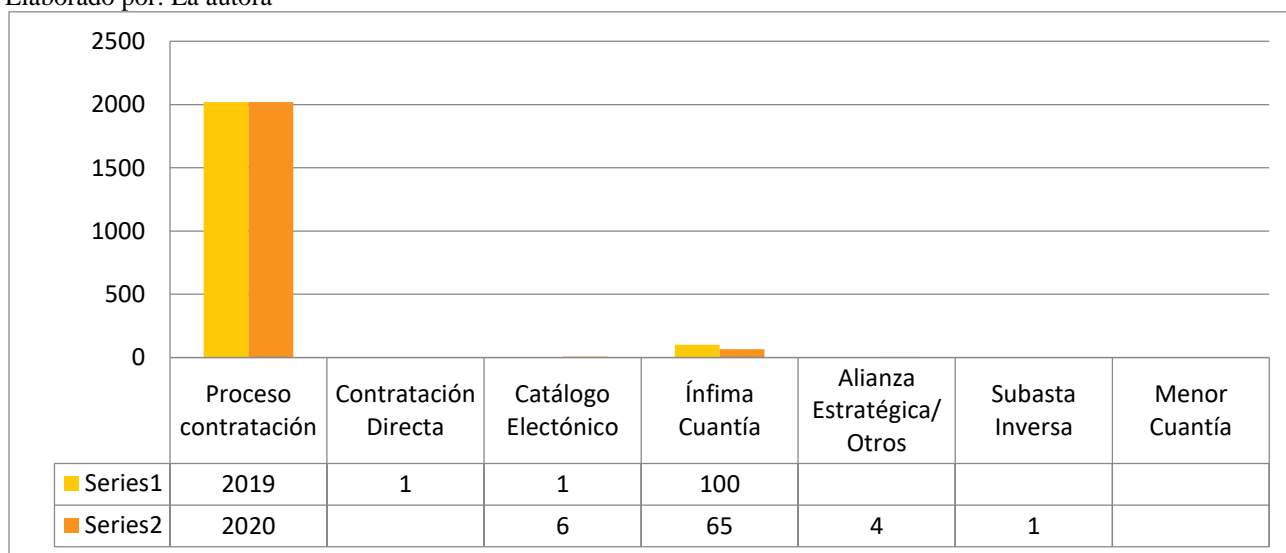 Elaborado por: La autora
2500
2000
1500
1000
500
0
Proceso contratación
Contratación Directa
Catálogo Electónico
Ínfima Cuantía
Alianza Estratégica/ Otros
Subasta Inversa
Menor Cuantía
Series1 2019 1 1 100
Series2 2020 6 65 4 1